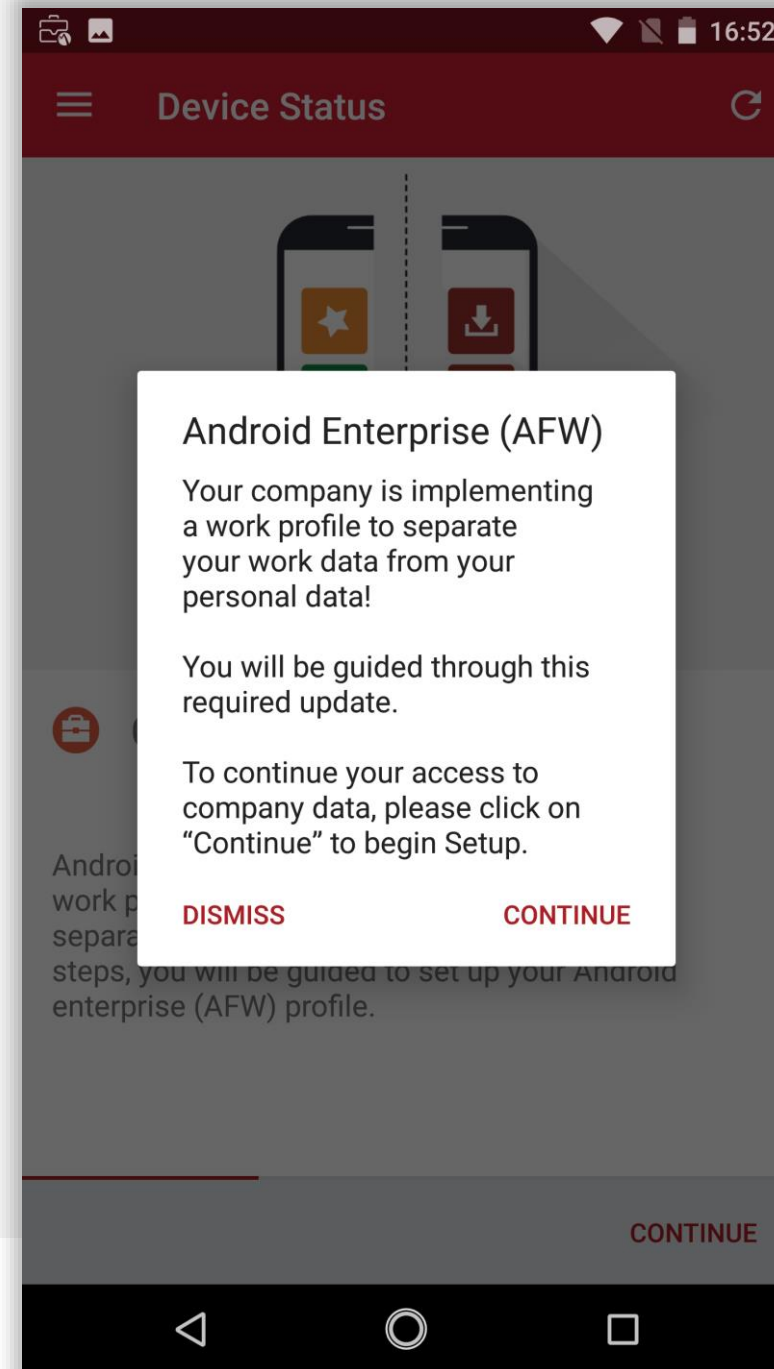 16:52
Device Status
Android Enterprise (AFW)
Your company is implementing
a work profile to separate
your work data from your
personal data!
You will be guided through this
required update.
To continue your access to
company data, please click on
“Continue” to begin Setup.
DISMISS CONTINUE
work
steps, you will be guided to set up your Android
enterprise (AFW) profile.
CONTINUE